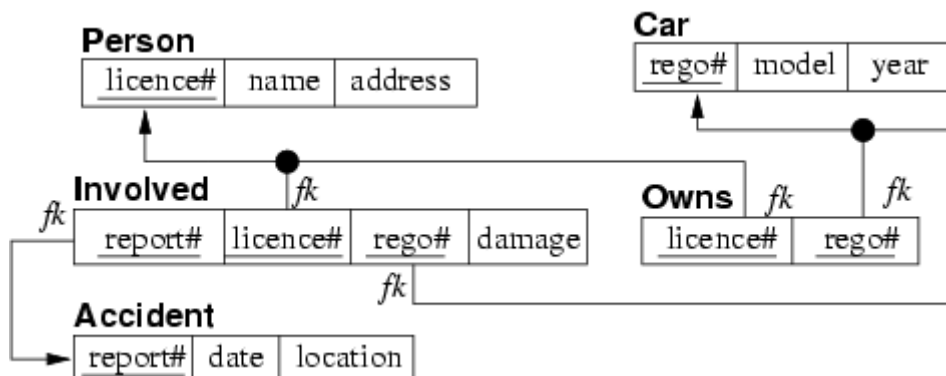 Person
Car
licence# name address
rego# model year
Involved
Owns
fk
fk
fk
fk
report# licence# rego# damage
licence# rego#
fk
Accident
report# date location